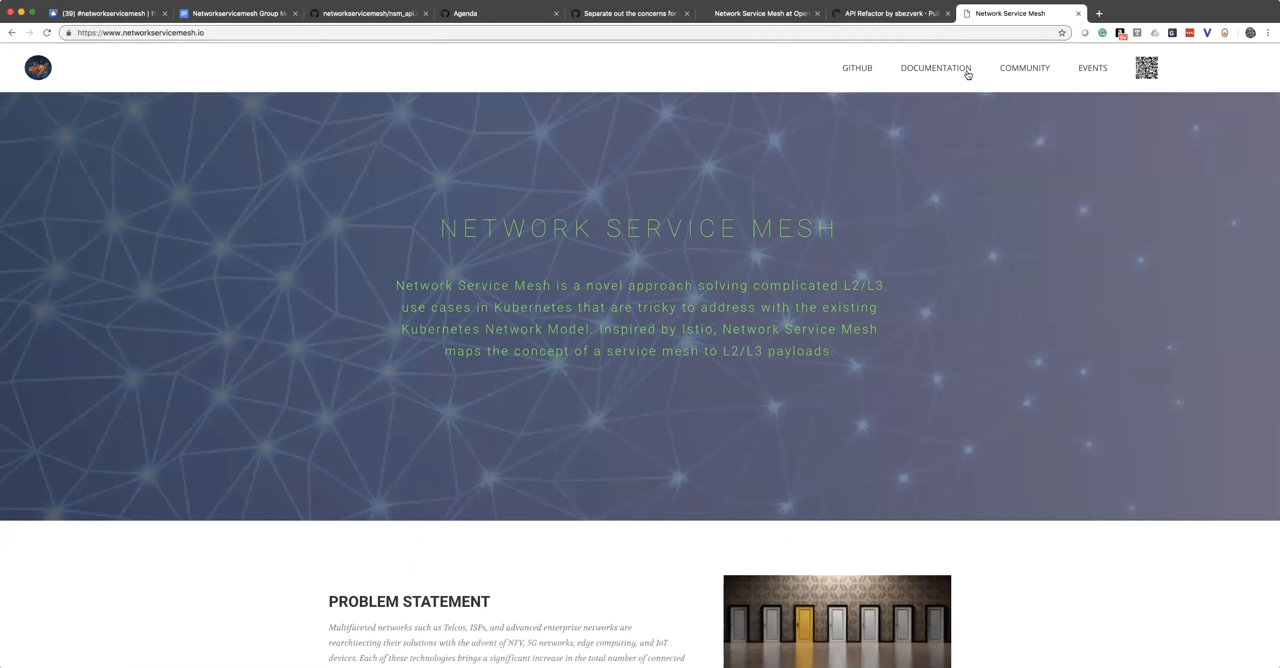 (39) #networkservicemesh | fr
Networkservicemesh Group M
networkservicemesh/nsm_api.
Agenda
Separate out the concerns for
Network Service Mesh at Ope
API Refactor by sbezverk · Pul
Network Service Mesh
https://www.networkservicemesh.io
GITHUB
DOCUMENTATION
COMMUNITY
EVENTS
NETWORK SERVICE MESH
Network Service Mesh is a novel approach solving complicated L2/L3
use cases in Kubernetes that are tricky to address with the existing
Kubernetes Network Model. Inspired by Istio, Network Service Mesh
maps the concept of a service mesh to L2/L3 payloads.
PROBLEM STATEMENT
Multifaceted networks such as Telcos, ISPs, and advanced enterprise networks are
rearchitecting their solutions with the advent of NFV, 5G networks, edge computing, and IoT
devices. Each of these technologies brings a significant increase in the total number of connected